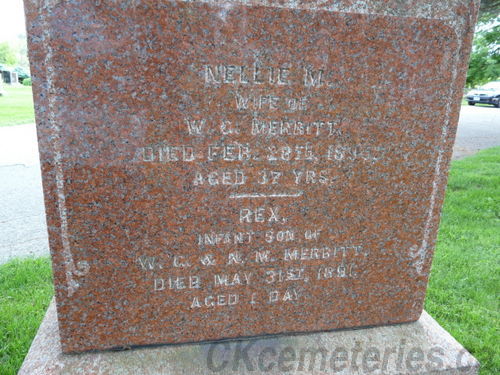 NELLIE M.
WIFE OF
W. G. MERRITT,
DIED FEB. 28TH,
AGED 37 YRS.
REX,
INFANT SON OF
W. G. & N. M. MERRITT,
DIED MAY 31ST,
AGED 1 DAY.
CKcemeteries.c